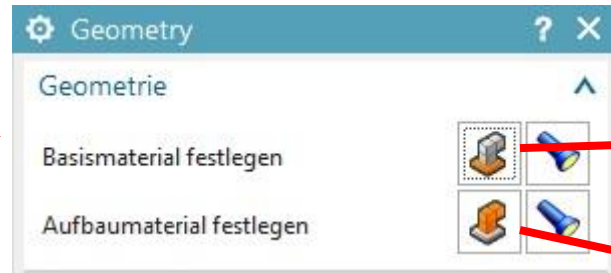 Geometry ? ×
Geometrie
Basismaterial festlegen
Aufbaumaterial festlegen